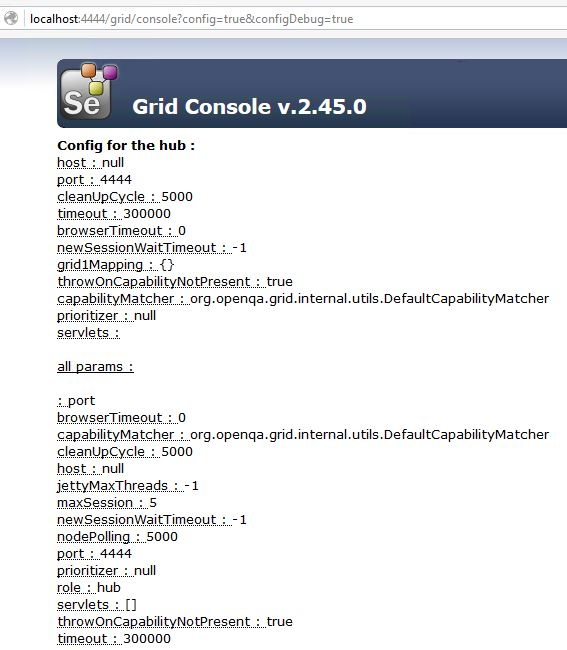 localhost:4444/grid/console?config=true&configDebug=true
Se
Grid Console v.2.45.0
Config for the hub :
host : null
port : 4444
cleanUpCycle : 5000
timeout : 300000
browserTimeout : 0
newSessionWaitTimeout : -1
grid1Mapping : {}
throwOnCapabilityNotPresent : true
capabilityMatcher : org.openqa.grid.internal.utils.DefaultCapabilityMatcher
prioritizer : null
servlets :
all params :
: port
browserTimeout : 0
capabilityMatcher : org.openqa.grid.internal.utils.DefaultCapabilityMatcher
cleanUpCycle : 5000
host : null
jettyMaxThreads : -1
maxSession : 5
newSessionWaitTimeout : -1
nodePolling : 5000
port : 4444
prioritizer : null
role : hub
servlets : []
throwOnCapabilityNotPresent : true
timeout : 300000